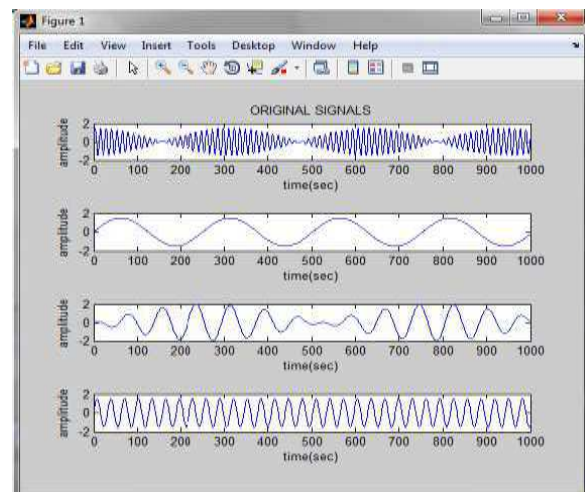 Figure 1
File Edit View Insert Tools Desktop Window Help
ORIGINAL SIGNALS
amplitude
2
0
-2
0 100 200 300 400 500 600 700 800 900 1000
time(sec)
amplitude
2
0
-2
0 100 200 300 400 500 600 700 800 900 1000
time(sec)
amplitude
2
0
-2
0 100 200 300 400 500 600 700 800 900 1000
time(sec)
amplitude
2
0
-2
0 100 200 300 400 500 600 700 800 900 1000
time(sec)